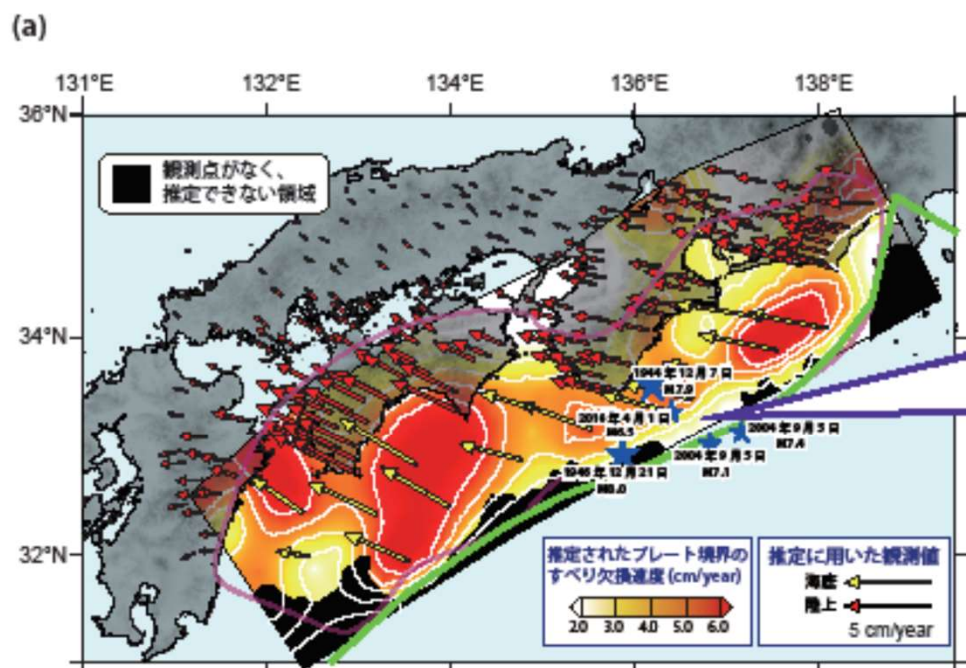 (a)
131°E 132°E 134°E 136°E 138°E
36°N
観測点がなく、
推定できない領域
34°N
1944年12月7日
M7.9
2016年4月1日
M6.5
2004年9月5日
M7.4
2004年9月5日
M7.1
1946年12月21日
M8.0
32°N
推定されたプレート境界の
すべり欠損速度 (cm/year)
2.0 3.0 4.0 5.0 6.0
推定に用いた観測値
海底
陸上
5 cm/year